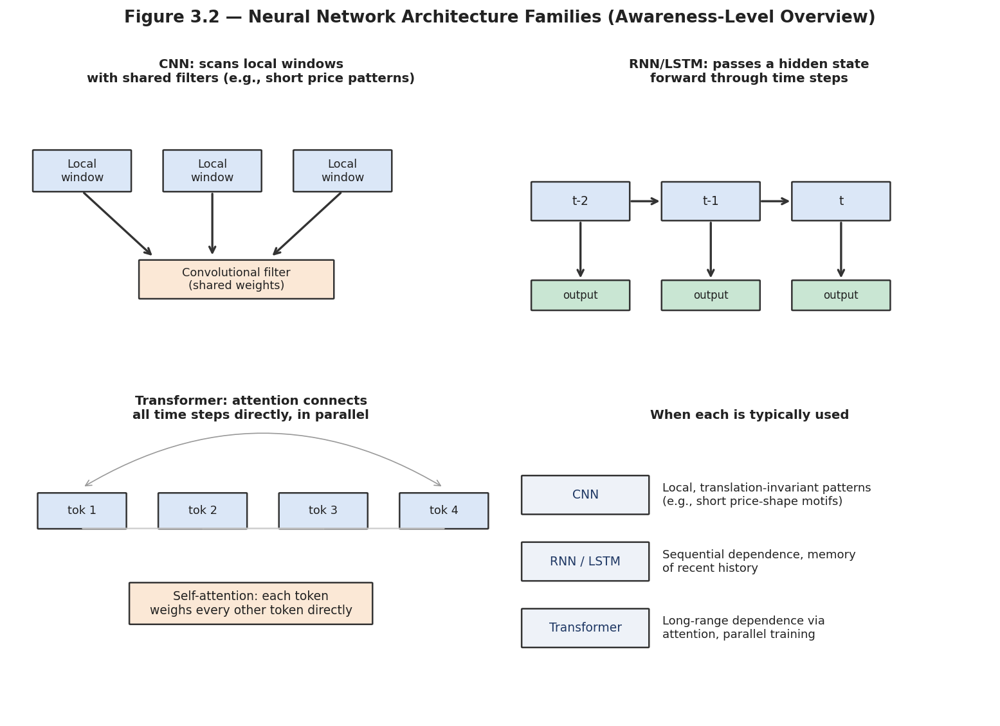 Figure 3.2 — Neural Network Architecture Families (Awareness-Level Overview)
CNN: scans local windows
with shared filters (e.g., short price patterns)
Local
window
Local
window
Local
window
Convolutional filter
(shared weights)
RNN/LSTM: passes a hidden state
forward through time steps
t-2
t-1
t
output
output
output
Transformer: attention connects
all time steps directly, in parallel
tok 1
tok 2
tok 3
tok 4
Self-attention: each token
weighs every other token directly
When each is typically used
CNN
Local, translation-invariant patterns
(e.g., short price-shape motifs)
RNN / LSTM
Sequential dependence, memory
of recent history
Transformer
Long-range dependence via
attention, parallel training